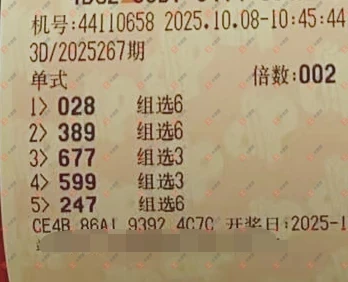 机号:44110658 2025.10.08-10:45:44
3D/2025267期
单式 倍数:002
1> 028 组选6
2> 389 组选6
3> 677 组选3
4> 599 组选3
5> 247 组选6
CE4B 86A1 9392 4C7C 开奖日:2025-1